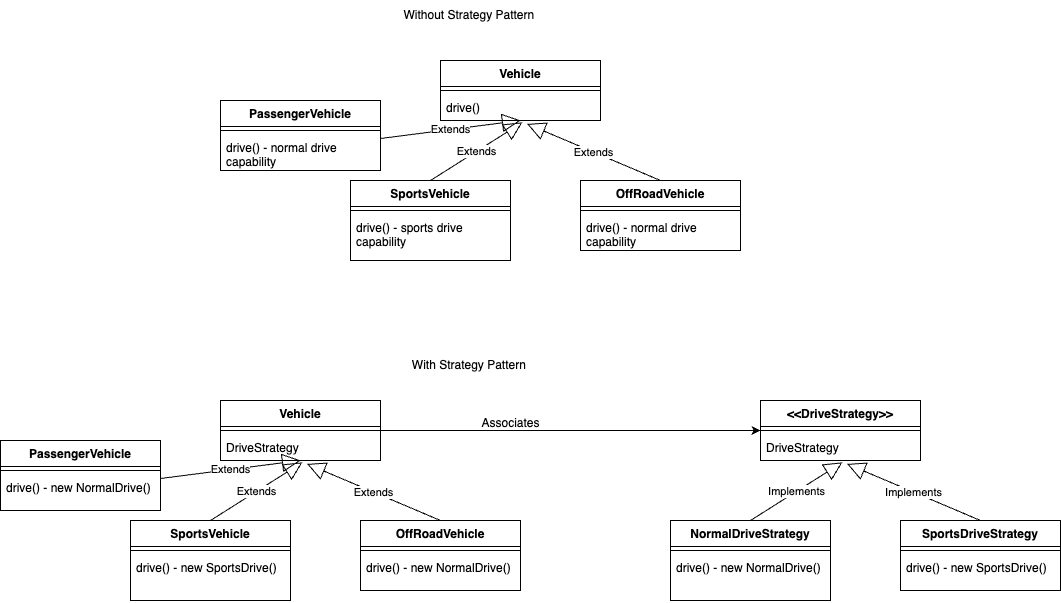 Without Strategy Pattern
Vehicle
drive()
PassengerVehicle
drive() - normal drive
capability
Extends
Extends
Extends
SportsVehicle
drive() - sports drive
capability
OffRoadVehicle
drive() - normal drive
capability
With Strategy Pattern
Vehicle
DriveStrategy
Associates
<<DriveStrategy>>
DriveStrategy
PassengerVehicle
drive() - new NormalDrive()
Extends
Extends
Extends
Implements
Implements
SportsVehicle
drive() - new SportsDrive()
OffRoadVehicle
drive() - new NormalDrive()
NormalDriveStrategy
drive() - new NormalDrive()
SportsDriveStrategy
drive() - new SportsDrive()